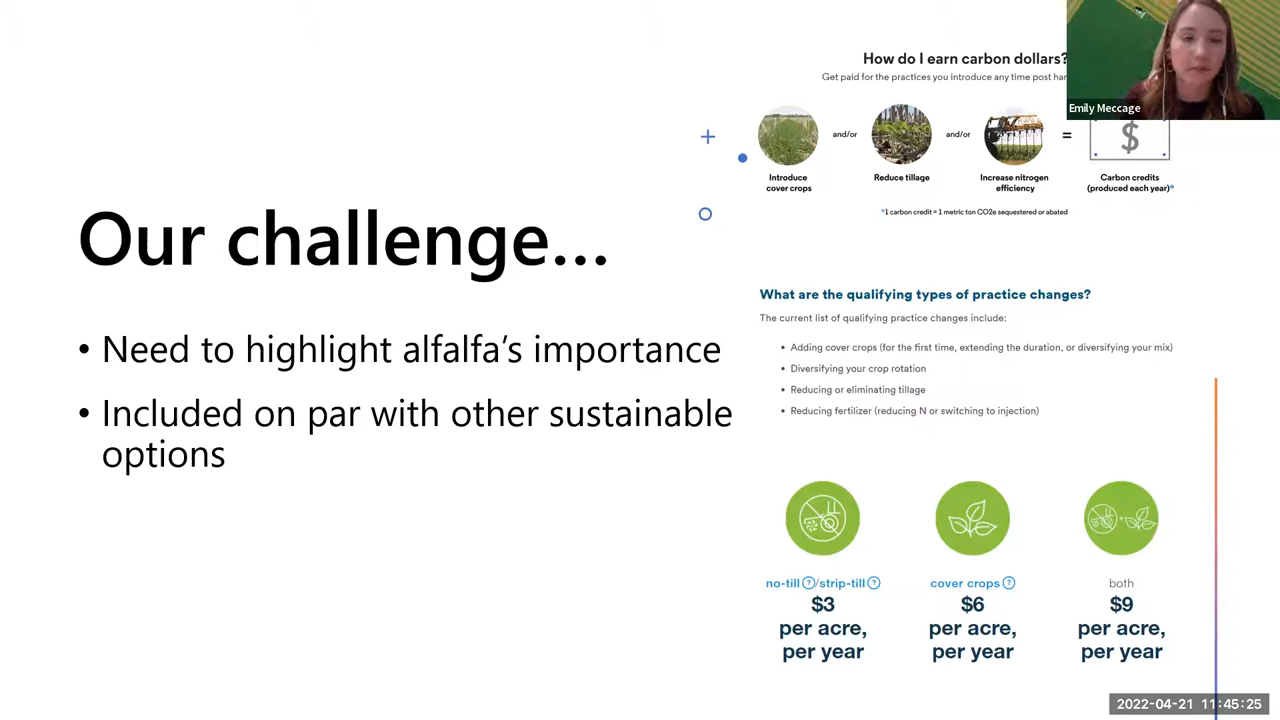 How do I earn carbon dollars?
Get paid for the practices you introduce any time post har
Emily Meccage
and/or
and/or
=
$
Introduce
cover crops
Reduce tillage
Increase nitrogen
efficiency
Carbon credits
(produced each year)*
*1 carbon credit = 1 metric ton CO2e sequestered or abated
Our challenge...
• Need to highlight alfalfa's importance
• Included on par with other sustainable
options
What are the qualifying types of practice changes?
The current list of qualifying practice changes include:
• Adding cover crops (for the first time, extending the duration, or diversifying your mix)
• Diversifying your crop rotation
• Reducing or eliminating tillage
• Reducing fertilizer (reducing N or switching to injection)
no-till ?/strip-till ?
$3
per acre,
per year
cover crops ?
$6
per acre,
per year
both
$9
per acre,
per year
2022-04-21 11:45:25